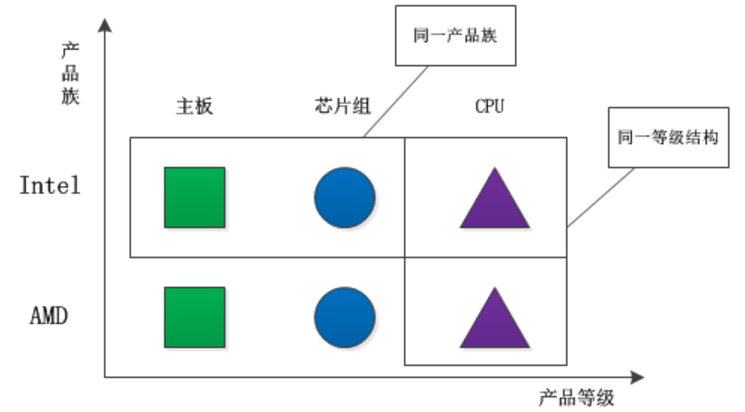 同一产品族
产品族
主板
芯片组
CPU
同一等级结构
Intel
AMD
产品等级